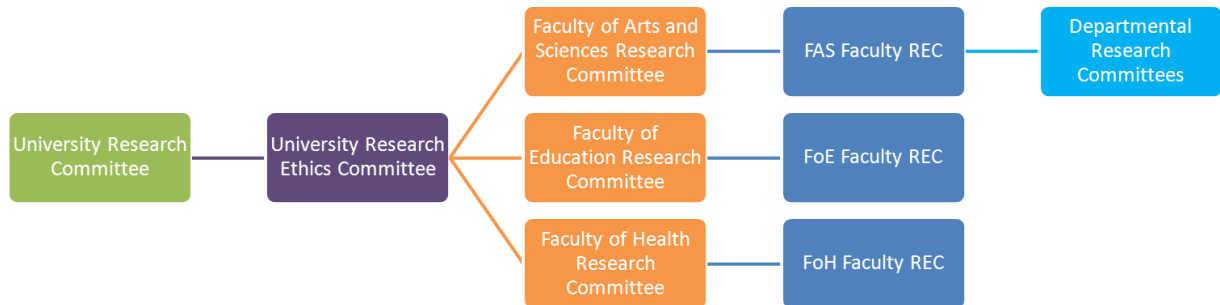 University Research
Committee
University Research
Ethics Committee
Faculty of Arts and
Sciences Research
Committee
FAS Faculty REC
Departmental
Research
Committees
Faculty of
Education Research
Committee
FoE Faculty REC
Faculty of Health
Research
Committee
FoH Faculty REC